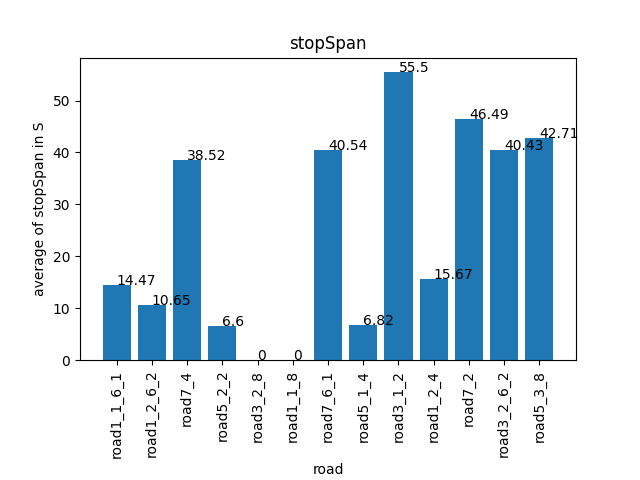 stopSpan
average of stopSpan in S
50
40
30
20
10
0
14.47
10.65
38.52
6.6
0
0
40.54
6.82
55.5
15.67
46.49
40.43
42.71
road1_1_6_1
road1_2_6_2
road7_4
road5_2_2
road3_2_8
road1_1_8
road7_6_1
road5_1_4
road3_1_2
road1_2_4
road7_2
road3_2_6_2
road5_3_8
road